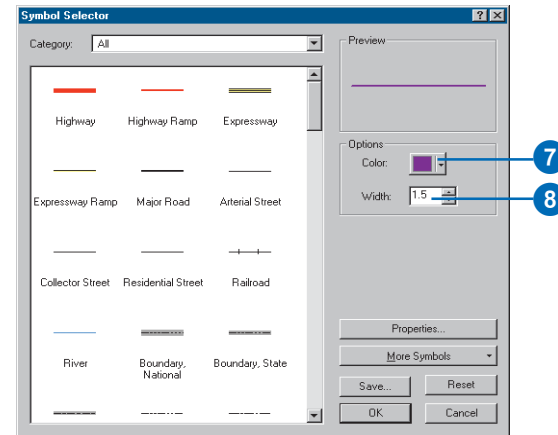 Symbol Selector
Category: All
Highway Highway Ramp Expressway
Expressway Ramp Major Road Arterial Street
Collector Street Residential Street Railroad
River Boundary, National Boundary, State
Preview
Options
Color: 7
Width: 1.5 8
Properties...
More Symbols
Save... Reset
OK Cancel